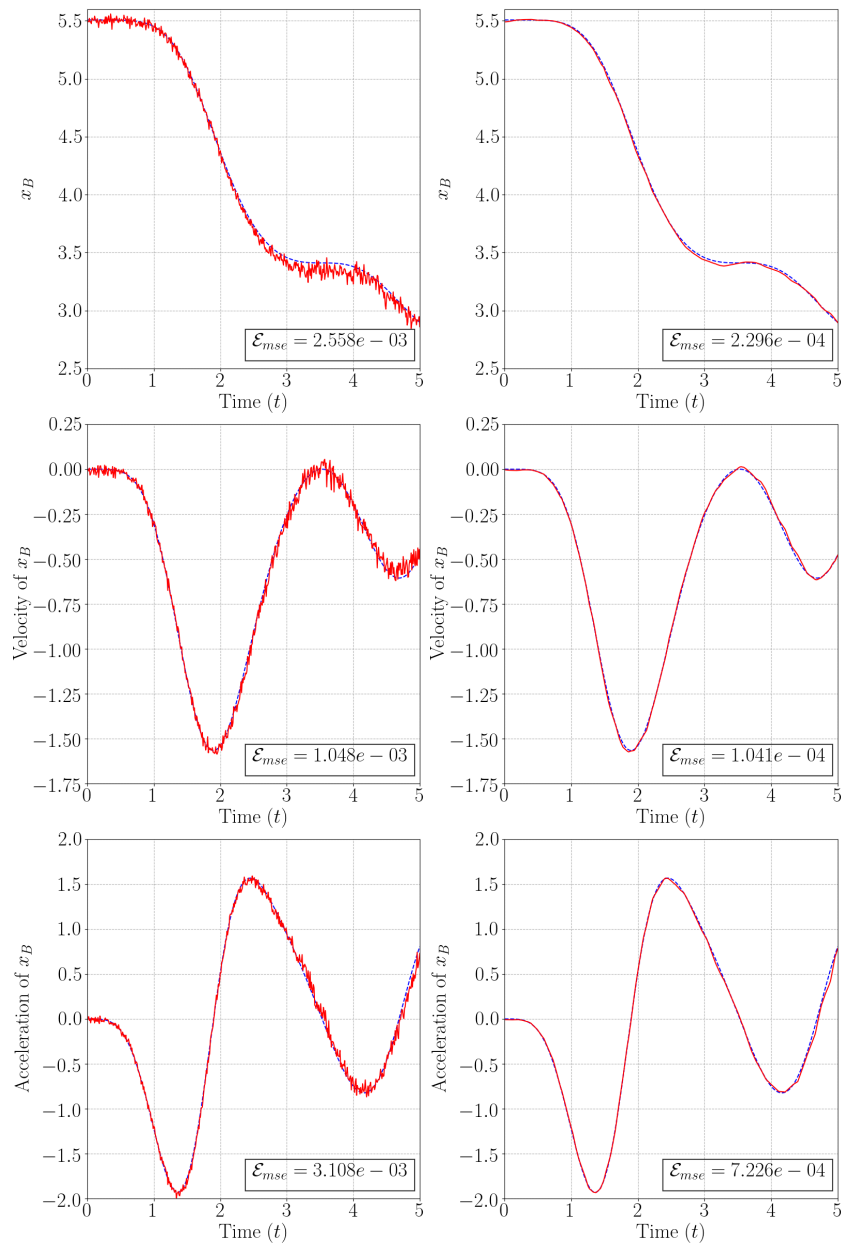 5.5
5.0
4.5
4.0
3.5
3.0
2.5
x_B
0 1 2 3 4 5
Time (t)
ℰ_mse = 2.558e − 03
5.5
5.0
4.5
4.0
3.5
3.0
2.5
x_B
0 1 2 3 4 5
Time (t)
ℰ_mse = 2.296e − 04
0.25
0.00
−0.25
−0.50
−0.75
−1.00
−1.25
−1.50
−1.75
Velocity of x_B
0 1 2 3 4 5
Time (t)
ℰ_mse = 1.048e − 03
0.25
0.00
−0.25
−0.50
−0.75
−1.00
−1.25
−1.50
−1.75
Velocity of x_B
0 1 2 3 4 5
Time (t)
ℰ_mse = 1.041e − 04
2.0
1.5
1.0
0.5
0.0
−0.5
−1.0
−1.5
−2.0
Acceleration of x_B
0 1 2 3 4 5
Time (t)
ℰ_mse = 3.108e − 03
2.0
1.5
1.0
0.5
0.0
−0.5
−1.0
−1.5
−2.0
Acceleration of x_B
0 1 2 3 4 5
Time (t)
ℰ_mse = 7.226e − 04